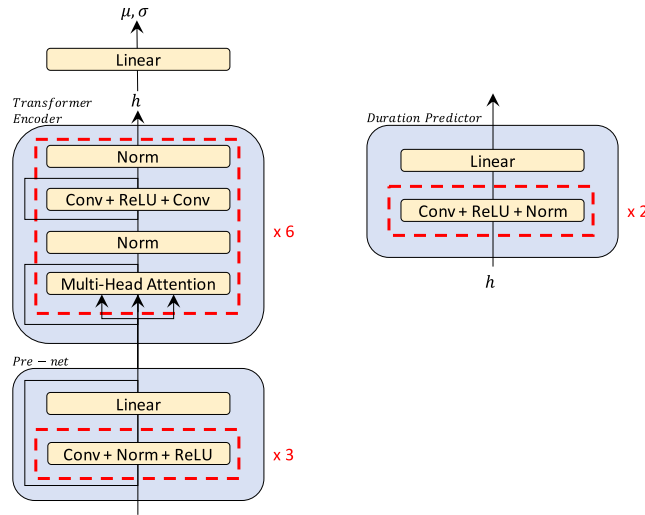 μ, σ
Linear
h
Transformer
Encoder
Norm
Conv + ReLU + Conv
Norm
Multi-Head Attention
x 6
Pre − net
Linear
Conv + Norm + ReLU
x 3
Duration Predictor
Linear
Conv + ReLU + Norm
x 2
h